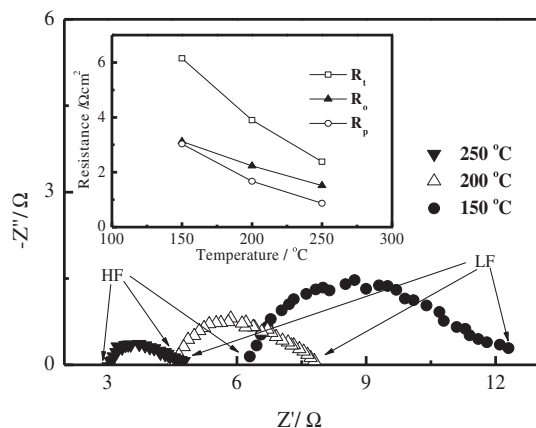 6
3
0
-Z''/ Ω
3
6
9
12
Z'/ Ω
6
4
2
0
Resistance /Ωcm²
100
150
200
250
300
Temperature / °C
R_t
R_o
R_p
250 °C
200 °C
150 °C
HF
LF